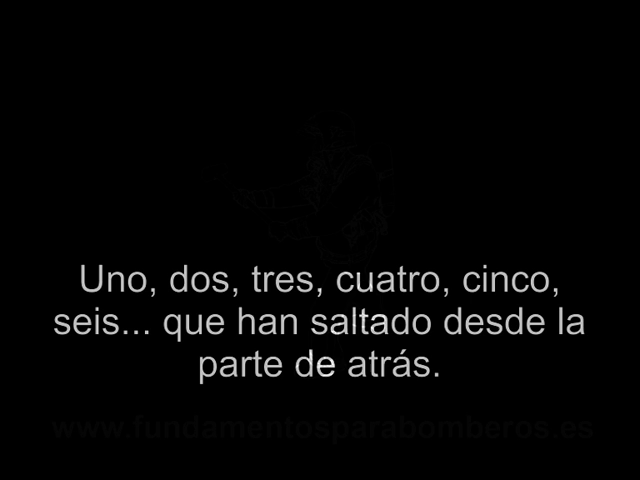 Uno, dos, tres, cuatro, cinco,
seis... que han saltado desde la
parte de atrás.
www.fundamentosparabomberos.es